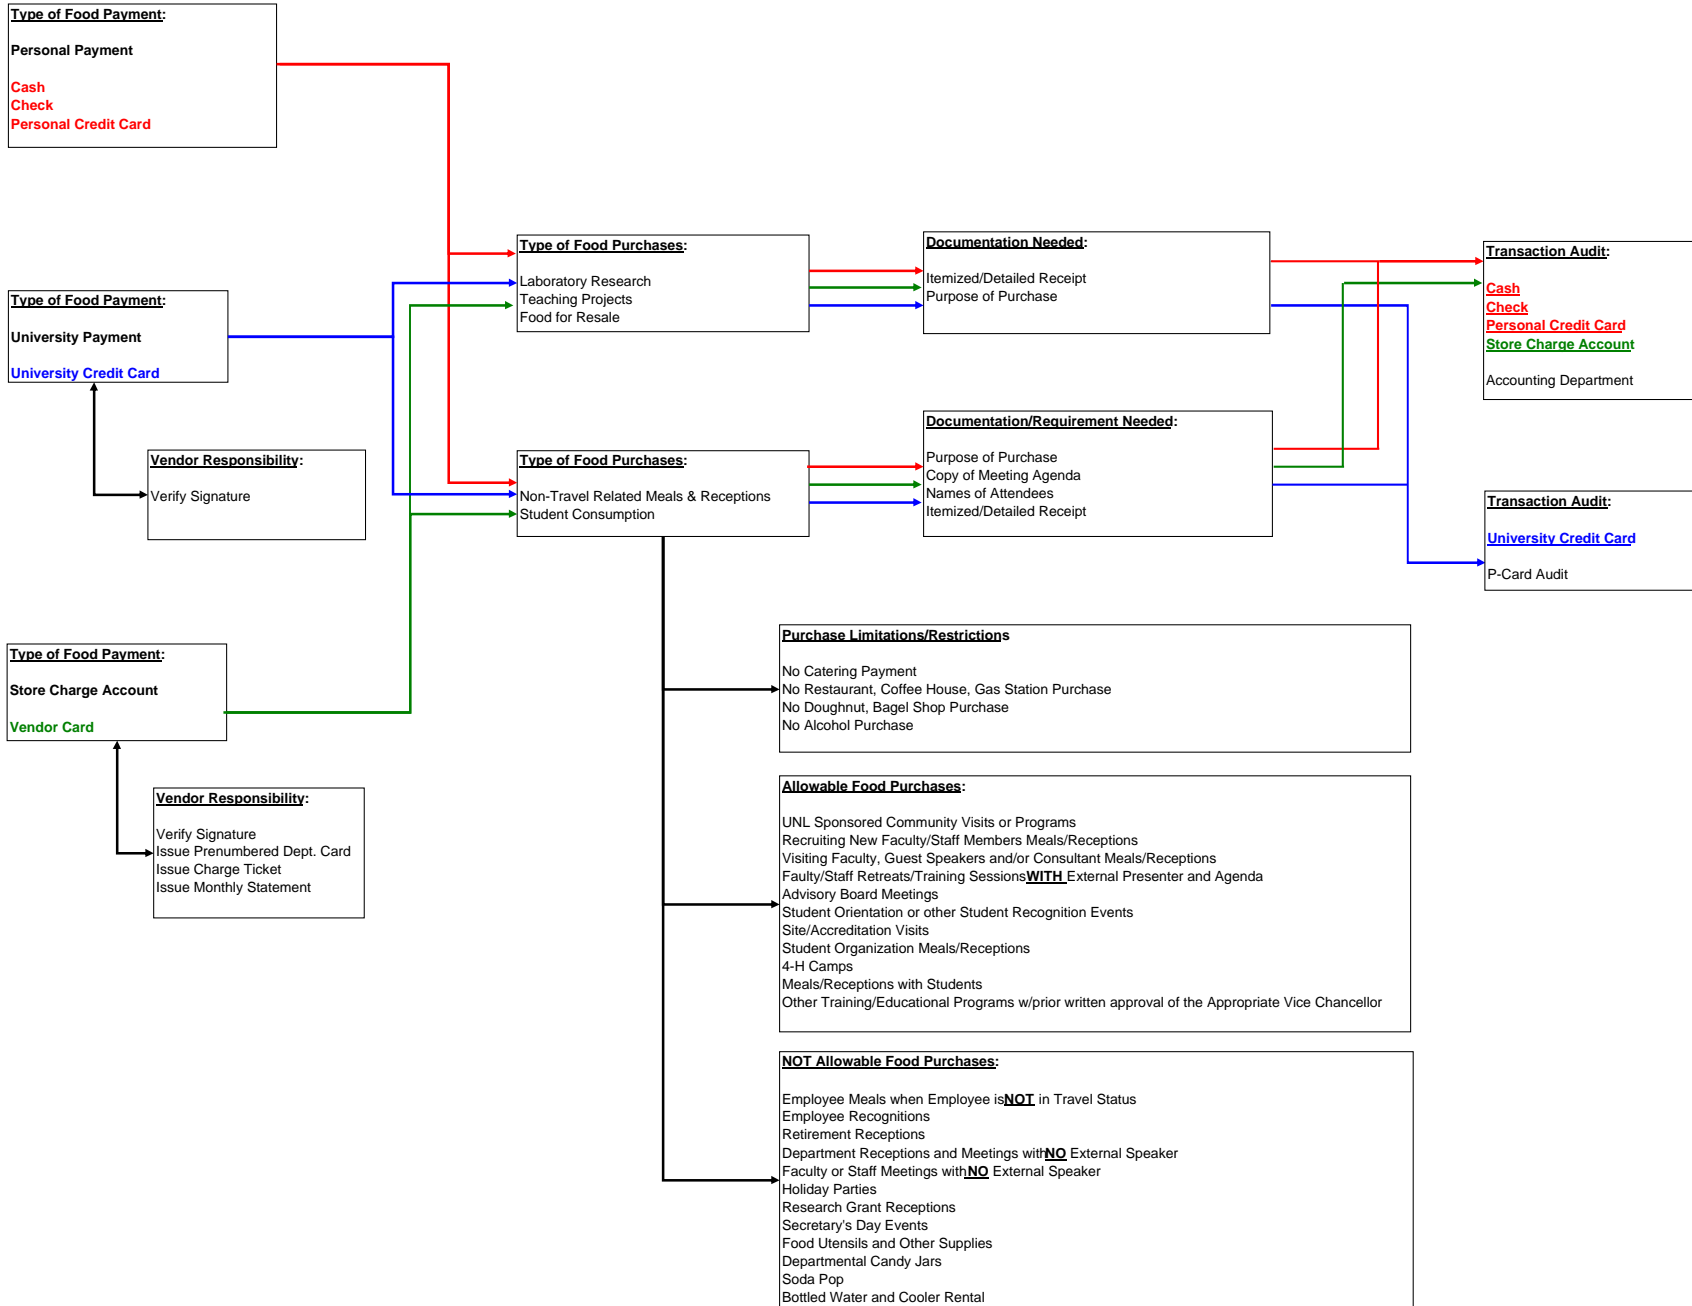 Type of Food Payment:
Personal Payment
Cash
Check
Personal Credit Card
Type of Food Payment:
University Payment
University Credit Card
Vendor Responsibility:
Verify Signature
Type of Food Payment:
Store Charge Account
Vendor Card
Vendor Responsibility:
Verify Signature
Issue Prenumbered Dept. Card
Issue Charge Ticket
Issue Monthly Statement
Type of Food Purchases:
Laboratory Research
Teaching Projects
Food for Resale
Type of Food Purchases:
Non-Travel Related Meals & Receptions
Student Consumption
Documentation Needed:
Itemized/Detailed Receipt
Purpose of Purchase
Documentation/Requirement Needed:
Purpose of Purchase
Copy of Meeting Agenda
Names of Attendees
Itemized/Detailed Receipt
Transaction Audit:
Cash
Check
Personal Credit Card
Store Charge Account
Accounting Department
Transaction Audit:
University Credit Card
P-Card Audit
Purchase Limitations/Restrictions
No Catering Payment
No Restaurant, Coffee House, Gas Station Purchase
No Doughnut, Bagel Shop Purchase
No Alcohol Purchase
Allowable Food Purchases:
UNL Sponsored Community Visits or Programs
Recruiting New Faculty/Staff Members Meals/Receptions
Visiting Faculty, Guest Speakers and/or Consultant Meals/Receptions
Faulty/Staff Retreats/Training Sessions WITH External Presenter and Agenda
Advisory Board Meetings
Student Orientation or other Student Recognition Events
Site/Accreditation Visits
Student Organization Meals/Receptions
4-H Camps
Meals/Receptions with Students
Other Training/Educational Programs w/prior written approval of the Appropriate Vice Chancellor
NOT Allowable Food Purchases:
Employee Meals when Employee is NOT in Travel Status
Employee Recognitions
Retirement Receptions
Department Receptions and Meetings with NO External Speaker
Faculty or Staff Meetings with NO External Speaker
Holiday Parties
Research Grant Receptions
Secretary's Day Events
Food Utensils and Other Supplies
Departmental Candy Jars
Soda Pop
Bottled Water and Cooler Rental